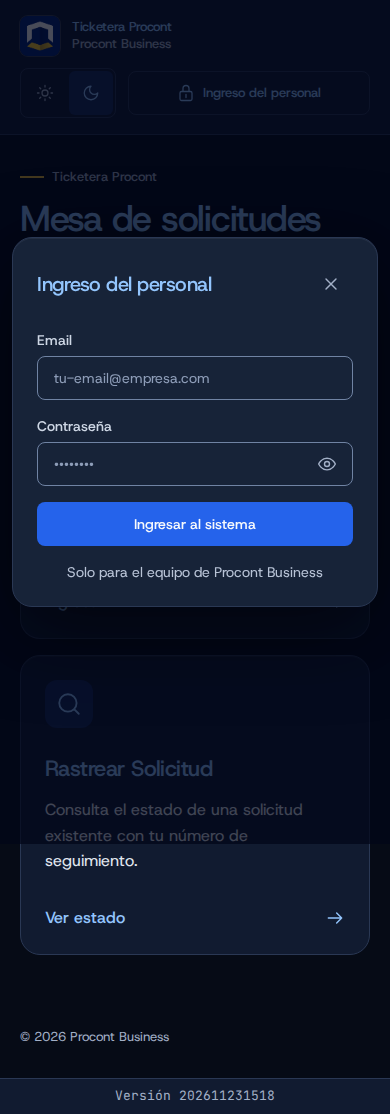 Ticketera Procont
Procont Business
Ingreso del personal
Ticketera Procont
Mesa de solicitudes
Ingreso del personal
Email
tu-email@empresa.com
Contraseña
••••••••
Ingresar al sistema
Solo para el equipo de Procont Business
Rastrear Solicitud
Consulta el estado de una solicitud
existente con tu número de
seguimiento.
Ver estado
© 2026 Procont Business
Versión 202611231518